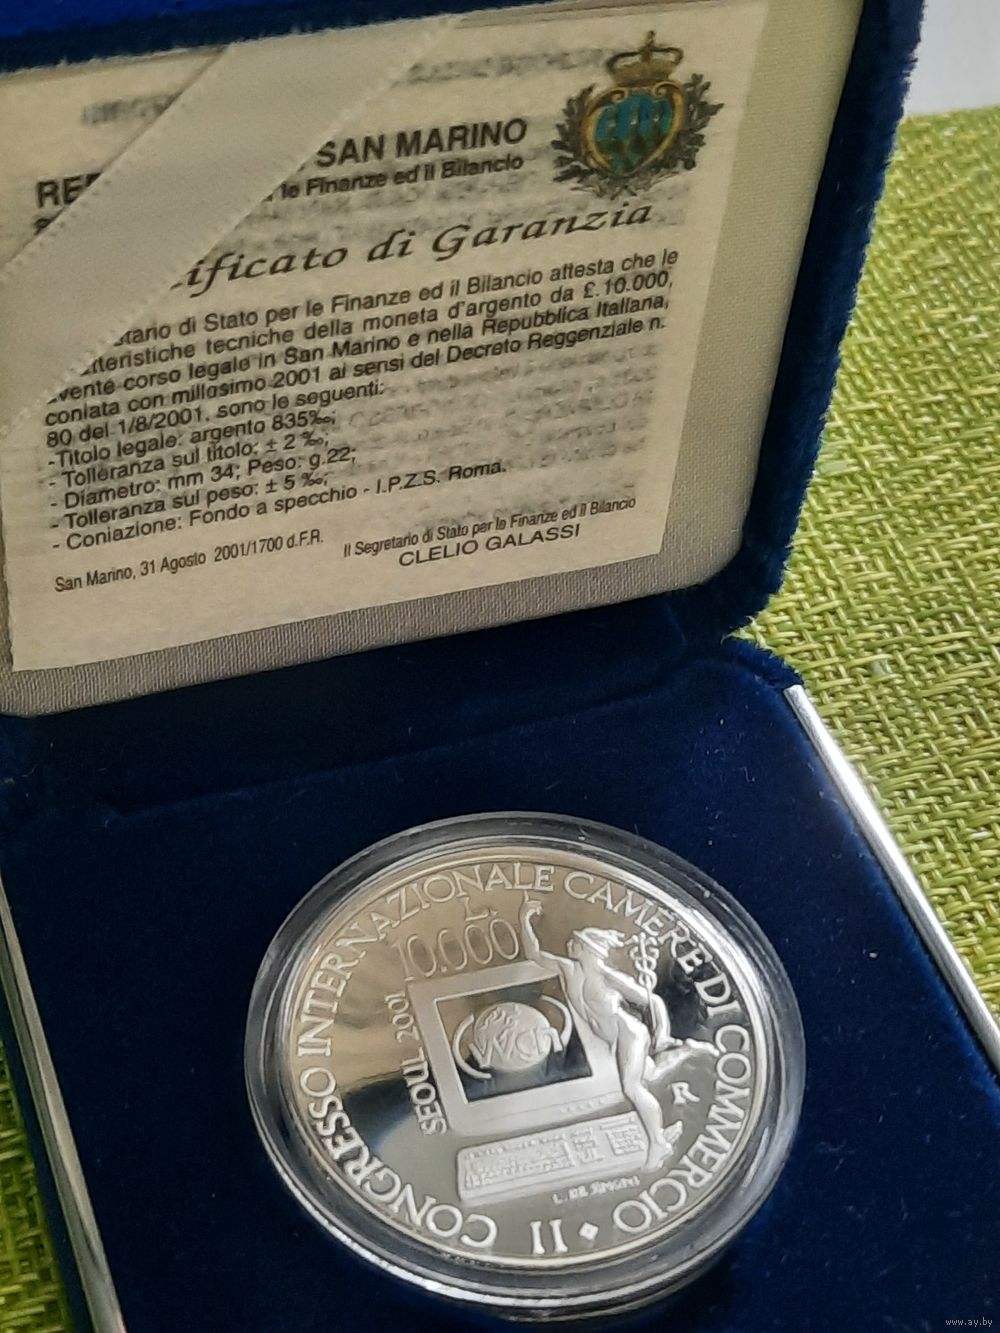 SAN MARINO
le Finanze ed il Bilancio
di Garanzia
di Stato per le Finanze ed il Bilancio attesta che le
tecniche della moneta d'argento da £.10.000,
corso legale in San Marino e nella Repubblica Italiana,
coniata con millesimo 2001 ai sensi del Decreto Reggenziale n.
80 del 1/8/2001, sono le seguenti:
-Titolo legale: argento 835‰;
- Tolleranza sul titolo: ± 2 ‰;
- Diametro: mm 34; Peso: g.22;
- Tolleranza sul peso: ± 5 ‰;
- Coniazione: Fondo a specchio - I.P.Z.S. Roma.
San Marino, 31 Agosto 2001/1700 d.F.R.
Il Segretario di Stato per le Finanze ed il Bilancio
CLELIO GALASSI
II CONGRESSO INTERNAZIONALE CAMERE DI COMMERCIO
L.
10.000
SEOUL 2001
R
www.ay.by